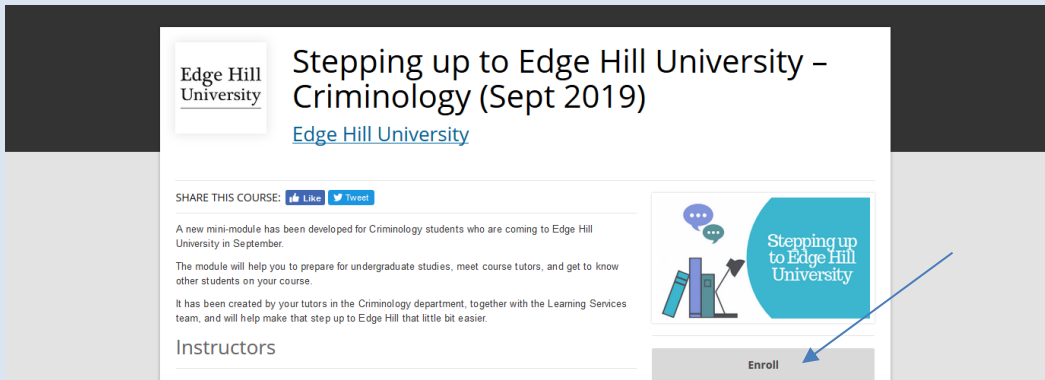 Edge Hill
University
Stepping up to Edge Hill University –
Criminology (Sept 2019)
Edge Hill University
SHARE THIS COURSE: Like Tweet
A new mini-module has been developed for Criminology students who are coming to Edge Hill
University in September.
The module will help you to prepare for undergraduate studies, meet course tutors, and get to know
other students on your course.
It has been created by your tutors in the Criminology department, together with the Learning Services
team, and will help make that step up to Edge Hill that little bit easier.
Instructors
Stepping up
to Edge Hill
University
Enroll